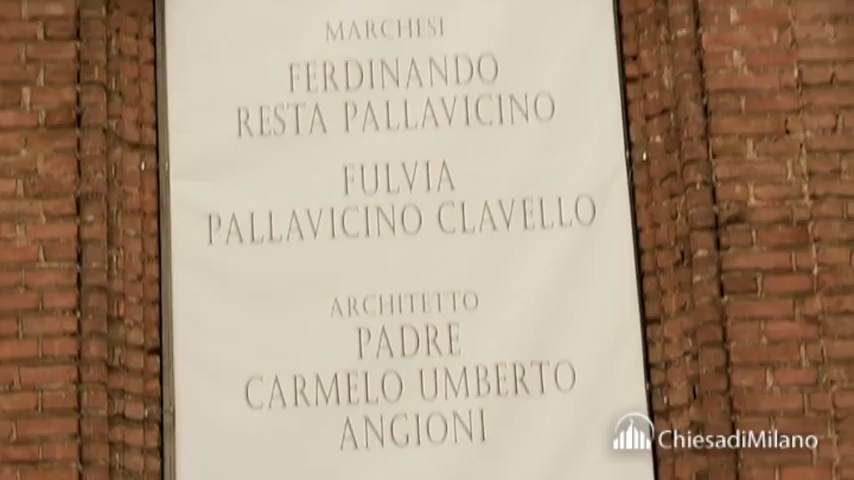 MARCHESI
FERDINANDO
RESTA PALLAVICINO
FULVIA
PALLAVICINO CLAVELLO
ARCHITETTO
PADRE
CARMELO UMBERTO
ANGIONI
ChiesadiMilano